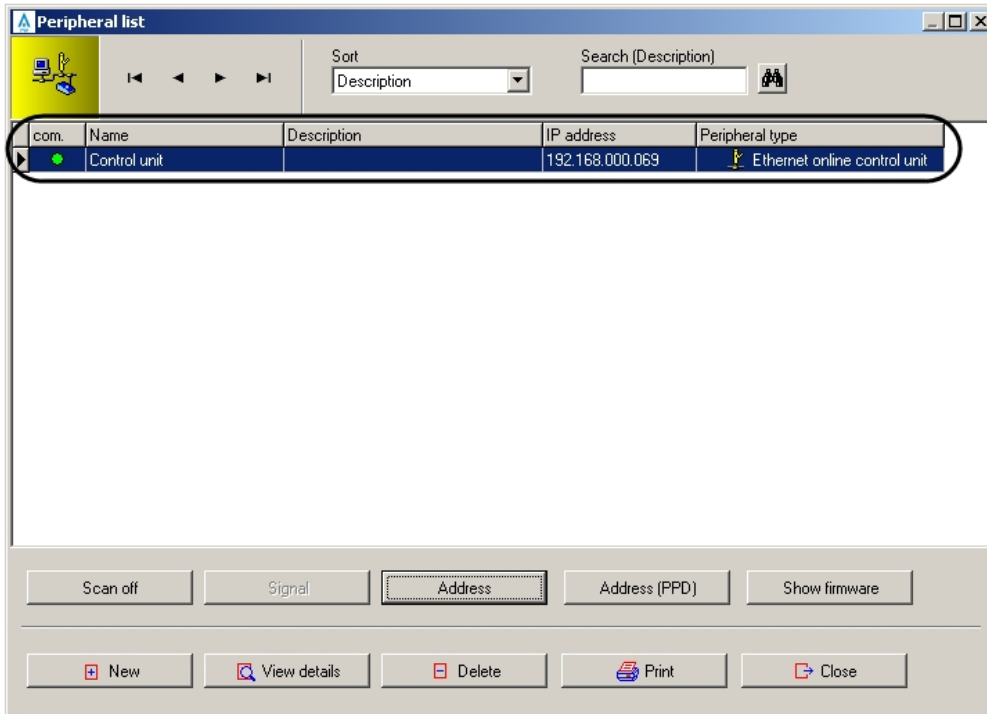 Peripheral list
Sort
Search (Description)
Description
com. Name Description IP address Peripheral type
Control unit 192.168.000.069 Ethernet online control unit
Scan off Signal Address Address (PPD) Show firmware
New View details Delete Print Close